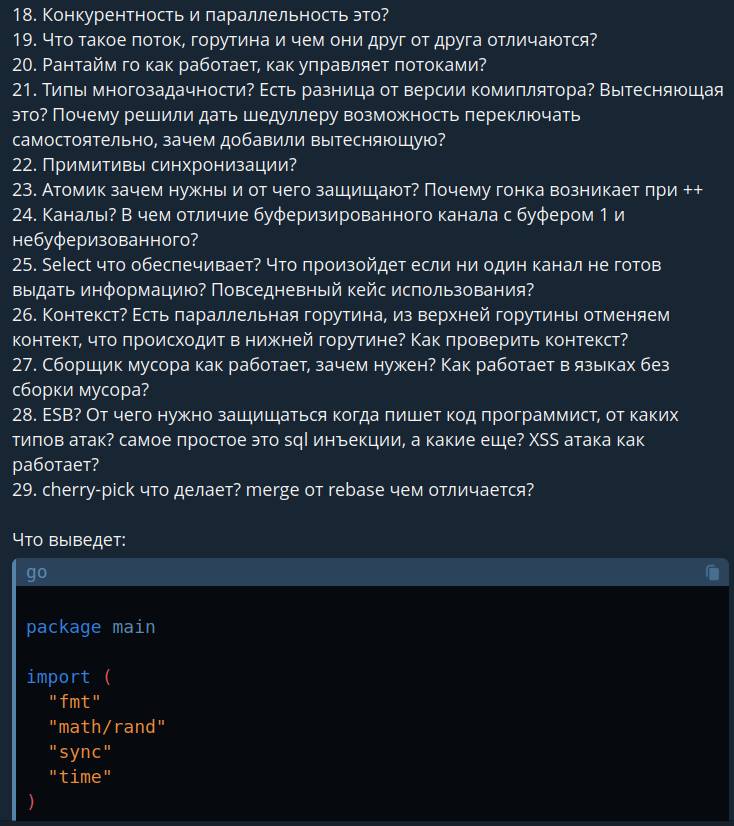 18. Конкурентность и параллельность это?
19. Что такое поток, горутина и чем они друг от друга отличаются?
20. Рантайм го как работает, как управляет потоками?
21. Типы многозадачности? Есть разница от версии комиплятора? Вытесняющая
это? Почему решили дать шедуллеру возможность переключать
самостоятельно, зачем добавили вытесняющую?
22. Примитивы синхронизации?
23. Атомик зачем нужны и от чего защищают? Почему гонка возникает при ++
24. Каналы? В чем отличие буферизированного канала с буфером 1 и
небуферизованного?
25. Select что обеспечивает? Что произойдет если ни один канал не готов
выдать информацию? Повседневный кейс использования?
26. Контекст? Есть параллельная горутина, из верхней горутины отменяем
контект, что происходит в нижней горутине? Как проверить контекст?
27. Сборщик мусора как работает, зачем нужен? Как работает в языках без
сборки мусора?
28. ESB? От чего нужно защищаться когда пишет код программист, от каких
типов атак? самое простое это sql инъекции, а какие еще? XSS атака как
работает?
29. cherry-pick что делает? merge от rebase чем отличается?
Что выведет:
go
package main
import (
"fmt"
"math/rand"
"sync"
"time"
)